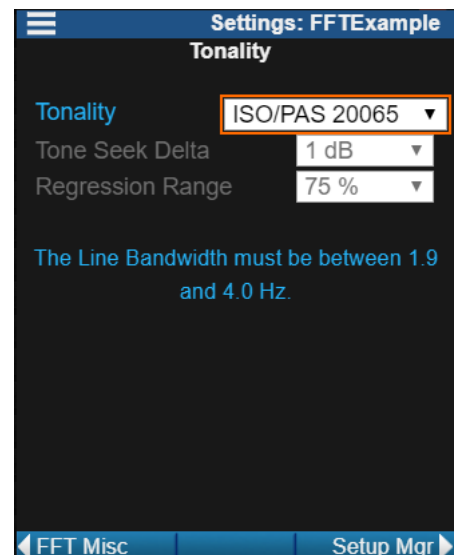 Settings: FFTExample
Tonality
Tonality ISO/PAS 20065
Tone Seek Delta 1 dB
Regression Range 75 %
The Line Bandwidth must be between 1.9
and 4.0 Hz.
FFT Misc Setup Mgr